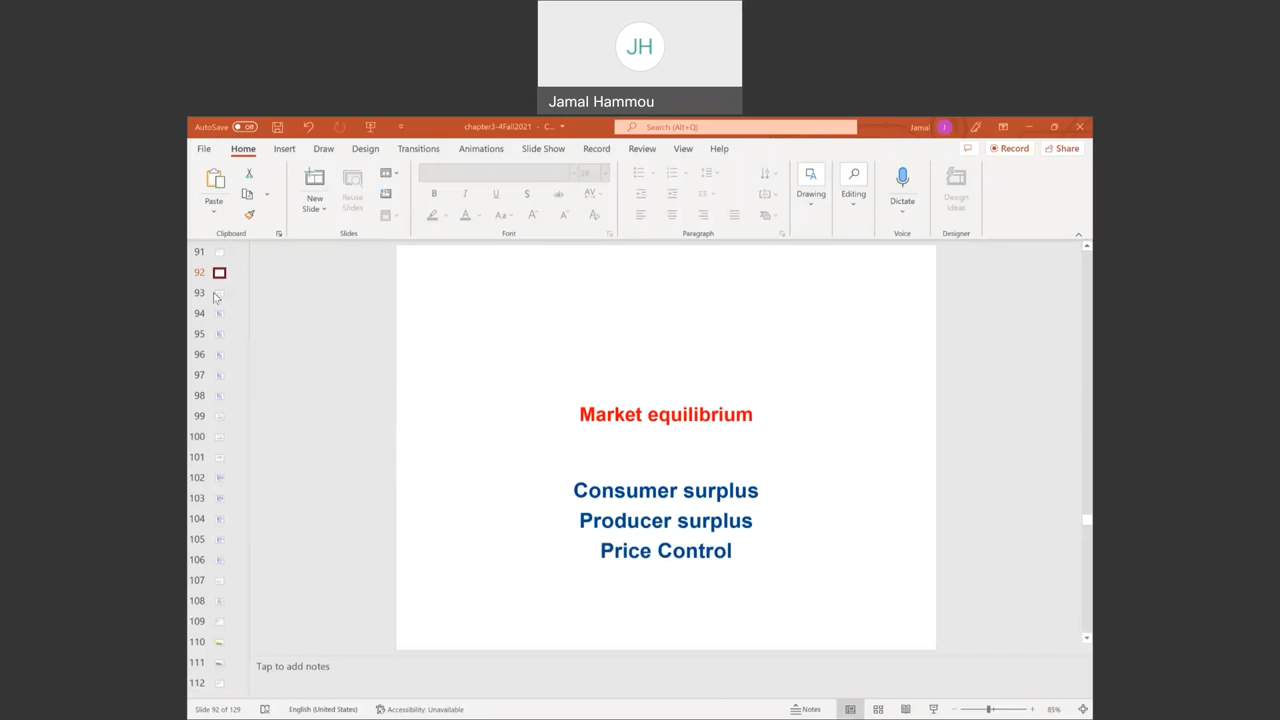 JH
Jamal Hammou
AutoSave Off chapter3-4Fall2021 - C... Search (Alt+Q) Jamal J
File Home Insert Draw Design Transitions Animations Slide Show Record Review View Help Record Share
Paste New Slide Reuse Slides 28 Drawing Editing Dictate Design Ideas
Clipboard Slides Font Paragraph Voice Designer
91
92
93
94
95
96
97
98
99
100
101
102
103
104
105
106
107
108
109
110
111
112
Market equilibrium
Consumer surplus
Producer surplus
Price Control
Tap to add notes
Slide 92 of 129 English (United States) Accessibility: Unavailable Notes 85%